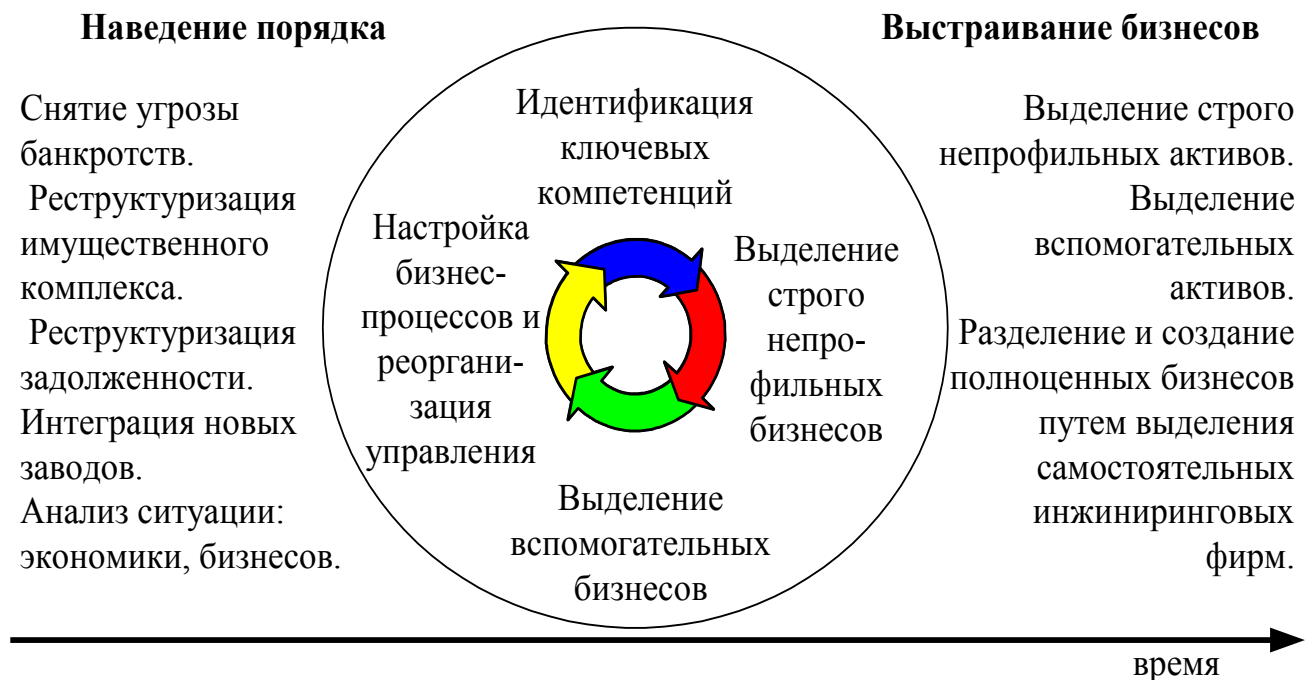 Наведение порядка
Снятие угрозы
банкротств.
Реструктуризация
имущественного
комплекса.
Реструктуризация
задолженности.
Интеграция новых
заводов.
Анализ ситуации:
экономики, бизнесов.
Идентификация
ключевых
компетенций
Настройка
бизнес-
процессов и
реоргани-
зация
управления
Выделение
строго
непро-
фильных
бизнесов
Выделение
вспомогательных
бизнесов
Выстраивание бизнесов
Выделение строго
непрофильных активов.
Выделение
вспомогательных
активов.
Разделение и создание
полноценных бизнесов
путем выделения
самостоятельных
инжиниринговых
фирм.
время